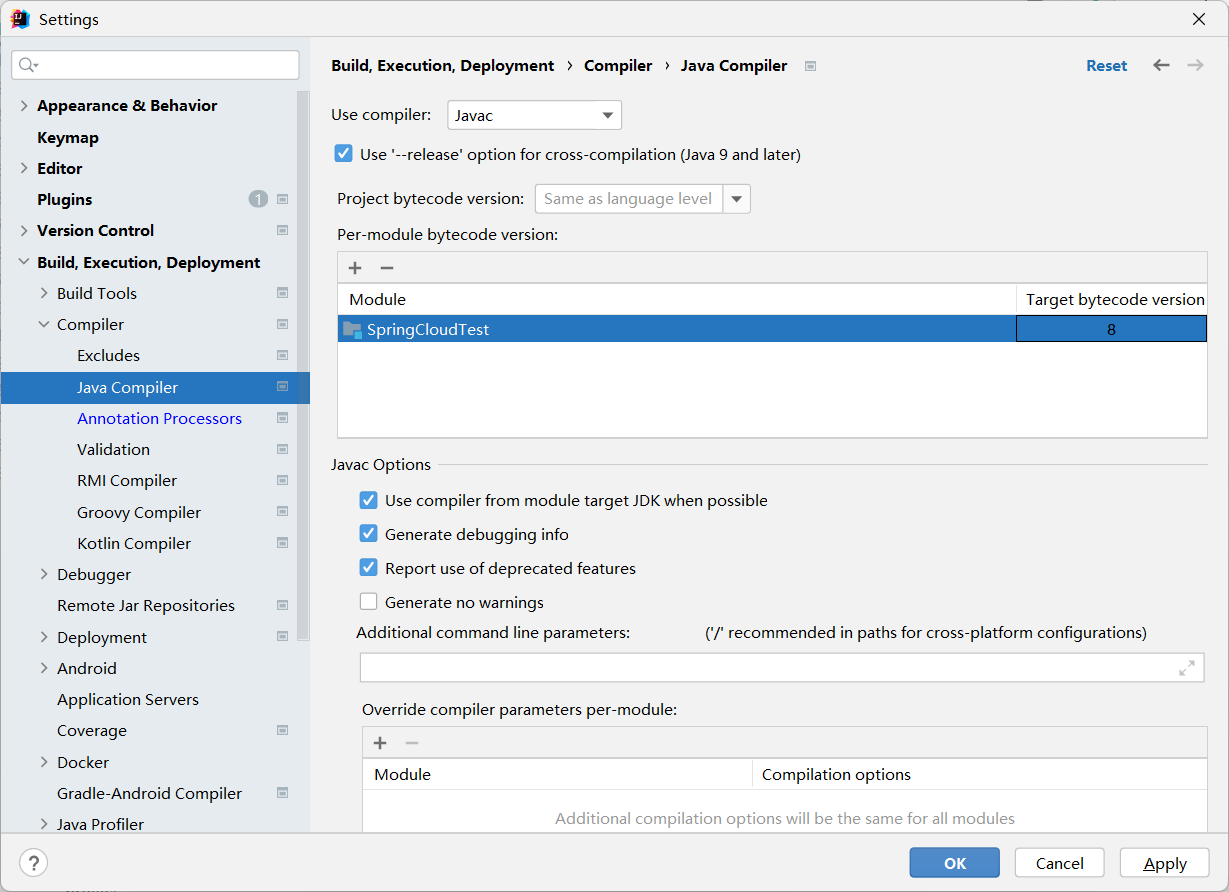 Settings
Appearance & Behavior
Keymap
Editor
Plugins 1
Version Control
Build, Execution, Deployment
Build Tools
Compiler
Excludes
Java Compiler
Annotation Processors
Validation
RMI Compiler
Groovy Compiler
Kotlin Compiler
Debugger
Remote Jar Repositories
Deployment
Android
Application Servers
Coverage
Docker
Gradle-Android Compiler
Java Profiler
Build, Execution, Deployment › Compiler › Java Compiler
Reset
Use compiler: Javac
Use '--release' option for cross-compilation (Java 9 and later)
Project bytecode version: Same as language level
Per-module bytecode version:
Module Target bytecode version
SpringCloudTest 8
Javac Options
Use compiler from module target JDK when possible
Generate debugging info
Report use of deprecated features
Generate no warnings
Additional command line parameters: ('/' recommended in paths for cross-platform configurations)
Override compiler parameters per-module:
Module Compilation options
Additional compilation options will be the same for all modules
? OK Cancel Apply